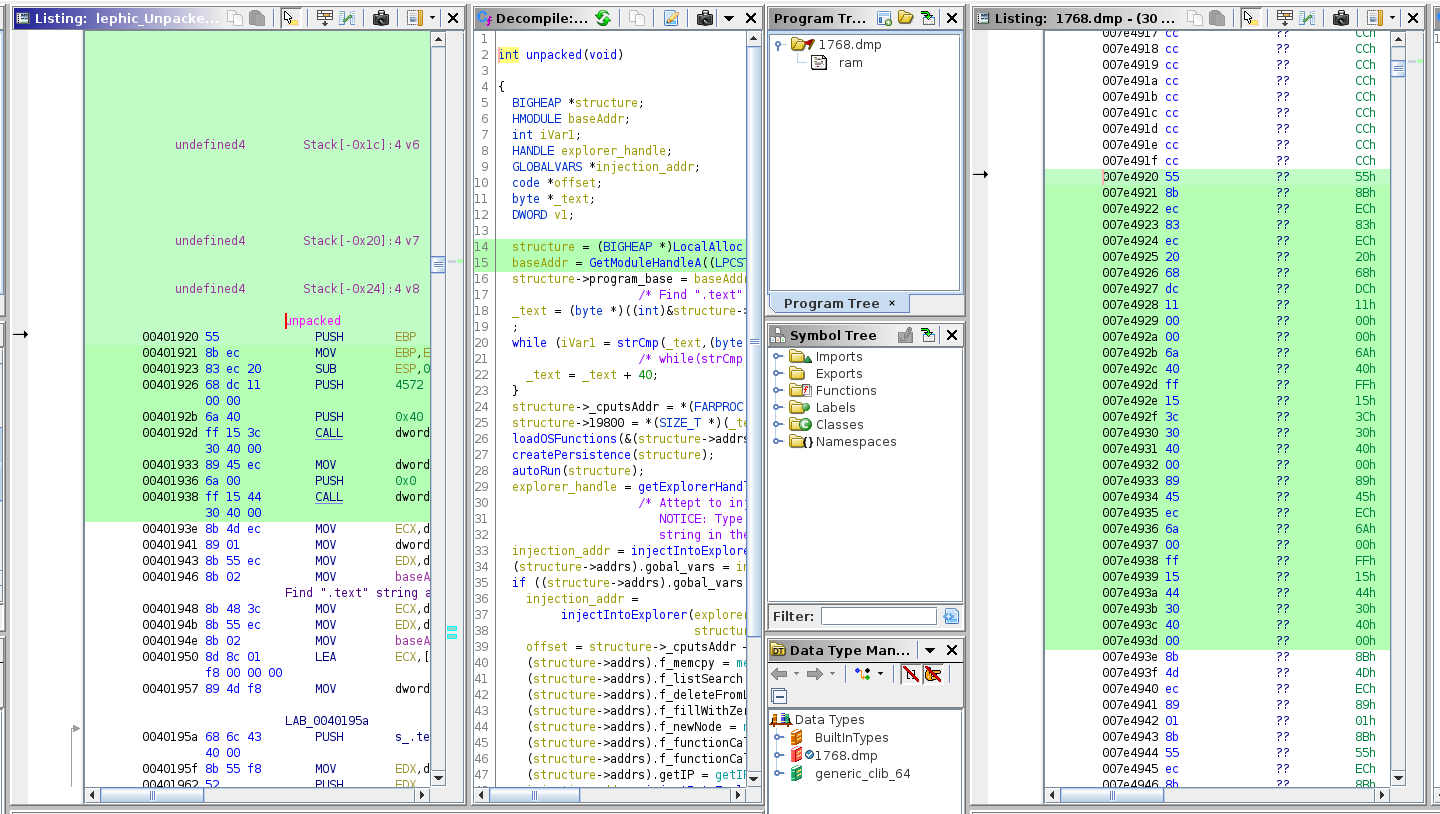 Listing: lephic_Unpacke...
undefined4 Stack[-0x1c]:4 v6
undefined4 Stack[-0x20]:4 v7
undefined4 Stack[-0x24]:4 v8
unpacked
00401920 55 PUSH EBP
00401921 8b ec MOV EBP,E
00401923 83 ec 20 SUB ESP,0
00401926 68 dc 11 PUSH 4572
00 00
0040192b 6a 40 PUSH 0x40
0040192d ff 15 3c CALL dword
30 40 00
00401933 89 45 ec MOV dword
00401936 6a 00 PUSH 0x0
00401938 ff 15 44 CALL dword
30 40 00
0040193e 8b 4d ec MOV ECX,d
00401941 89 01 MOV dword
00401943 8b 55 ec MOV EDX,d
00401946 8b 02 MOV baseA
Find ".text" string a
00401948 8b 48 3c MOV ECX,d
0040194b 8b 55 ec MOV EDX,d
0040194e 8b 02 MOV baseA
00401950 8d 8c 01 LEA ECX,[
f8 00 00 00
00401957 89 4d f8 MOV dword
LAB_0040195a
0040195a 68 6c 43 PUSH s_.te
40 00
0040195f 8b 55 f8 MOV EDX,d
00401962 52 PUSH EDX
Decompile:...
1
2 int unpacked(void)
3
4 {
5 BIGHEAP *structure;
6 HMODULE baseAddr;
7 int iVar1;
8 HANDLE explorer_handle;
9 GLOBALVARS *injection_addr;
10 code *offset;
11 byte *_text;
12 DWORD v1;
13
14 structure = (BIGHEAP *)LocalAlloc
15 baseAddr = GetModuleHandleA((LPCST
16 structure->program_base = baseAdd
17 /* Find ".text"
18 _text = (byte *)((int)&structure-
19 ;
20 while (iVar1 = strCmp(_text,(byte
21 /* while(strCmp
22 _text = _text + 40;
23 }
24 structure->_cputsAddr = *(FARPROC
25 structure->19800 = *(SIZE_T *)(_te
26 loadOSFunctions(&(structure->addrs
27 createPersistence(structure);
28 autoRun(structure);
29 explorer_handle = getExplorerHand
30 /* Attept to inj
31 NOTICE: Type
32 string in the
33 injection_addr = injectIntoExplore
34 (structure->addrs).gobal_vars = in
35 if ((structure->addrs).gobal_vars
36 injection_addr =
37 injectIntoExplorer(explorer
38 structu
39 offset = structure->_cputsAddr -
40 (structure->addrs).f_memcpy = me
41 (structure->addrs).f_listSearch
42 (structure->addrs).f_deleteFromL
43 (structure->addrs).f_fillWithZer
44 (structure->addrs).f_newNode = n
45 (structure->addrs).f_functionCal
46 (structure->addrs).f_functionCal
47 (structure->addrs).getIP = getIP
Program Tr...
1768.dmp
ram
Program Tree ×
Symbol Tree
Imports
Exports
Functions
Labels
Classes
Namespaces
Filter:
Data Type Man...
Data Types
BuiltInTypes
1768.dmp
generic_clib_64
Listing: 1768.dmp - (30 ...
007e4917 cc ?? CCh
007e4918 cc ?? CCh
007e4919 cc ?? CCh
007e491a cc ?? CCh
007e491b cc ?? CCh
007e491c cc ?? CCh
007e491d cc ?? CCh
007e491e cc ?? CCh
007e491f cc ?? CCh
007e4920 55 ?? 55h
007e4921 8b ?? 8Bh
007e4922 ec ?? ECh
007e4923 83 ?? 83h
007e4924 ec ?? ECh
007e4925 20 ?? 20h
007e4926 68 ?? 68h
007e4927 dc ?? DCh
007e4928 11 ?? 11h
007e4929 00 ?? 00h
007e492a 00 ?? 00h
007e492b 6a ?? 6Ah
007e492c 40 ?? 40h
007e492d ff ?? FFh
007e492e 15 ?? 15h
007e492f 3c ?? 3Ch
007e4930 30 ?? 30h
007e4931 40 ?? 40h
007e4932 00 ?? 00h
007e4933 89 ?? 89h
007e4934 45 ?? 45h
007e4935 ec ?? ECh
007e4936 6a ?? 6Ah
007e4937 00 ?? 00h
007e4938 ff ?? FFh
007e4939 15 ?? 15h
007e493a 44 ?? 44h
007e493b 30 ?? 30h
007e493c 40 ?? 40h
007e493d 00 ?? 00h
007e493e 8b ?? 8Bh
007e493f 4d ?? 4Dh
007e4940 ec ?? ECh
007e4941 89 ?? 89h
007e4942 01 ?? 01h
007e4943 8b ?? 8Bh
007e4944 55 ?? 55h
007e4945 ec ?? ECh
007e4946 8b ?? 8Bh